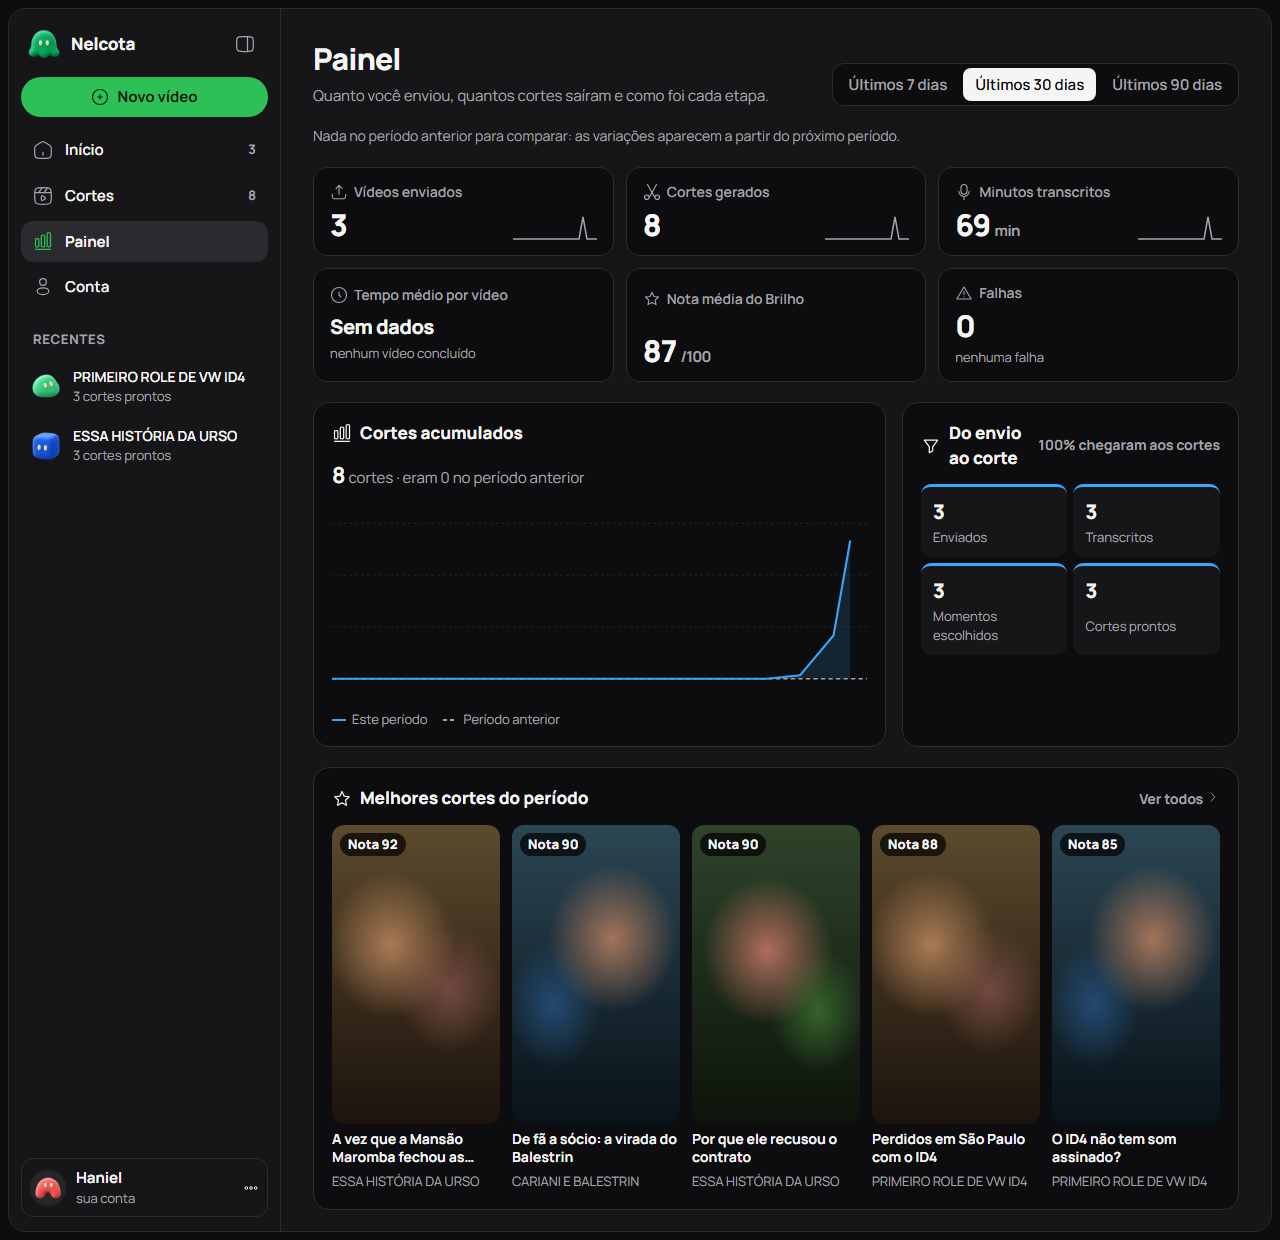 Nelcota
Novo vídeo
Início 3
Cortes 8
Painel
Conta
RECENTES
PRIMEIRO ROLE DE VW ID4
3 cortes prontos
ESSA HISTÓRIA DA URSO
3 cortes prontos
Haniel
sua conta
Painel
Quanto você enviou, quantos cortes saíram e como foi cada etapa.
Últimos 7 dias
Últimos 30 dias
Últimos 90 dias
Nada no período anterior para comparar: as variações aparecem a partir do próximo período.
Vídeos enviados
3
Cortes gerados
8
Minutos transcritos
69 min
Tempo médio por vídeo
Sem dados
nenhum vídeo concluído
Nota média do Brilho
87 /100
Falhas
0
nenhuma falha
Cortes acumulados
8 cortes · eram 0 no período anterior
Este período
Período anterior
Do envio
ao corte
100% chegaram aos cortes
3
Enviados
3
Transcritos
3
Momentos
escolhidos
3
Cortes prontos
Melhores cortes do período
Ver todos
Nota 92
A vez que a Mansão
Maromba fechou as…
ESSA HISTÓRIA DA URSO
Nota 90
De fã a sócio: a virada do
Balestrin
CARIANI E BALESTRIN
Nota 90
Por que ele recusou o
contrato
ESSA HISTÓRIA DA URSO
Nota 88
Perdidos em São Paulo
com o ID4
PRIMEIRO ROLE DE VW ID4
Nota 85
O ID4 não tem som
assinado?
PRIMEIRO ROLE DE VW ID4